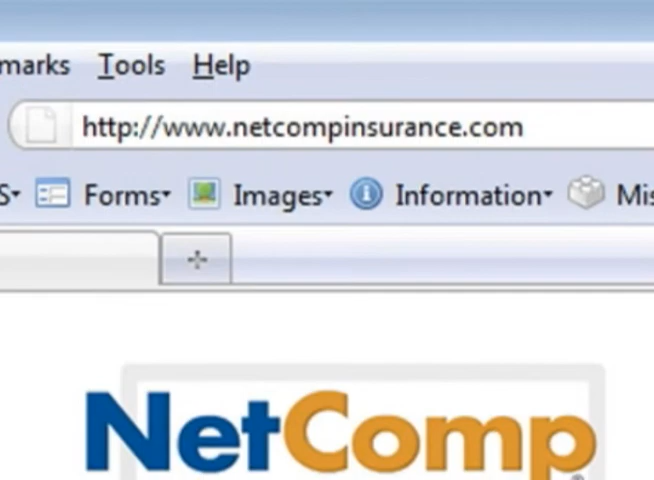 marks Tools Help
http://www.netcompinsurance.com
S Forms Images Information Mis
NetComp
®